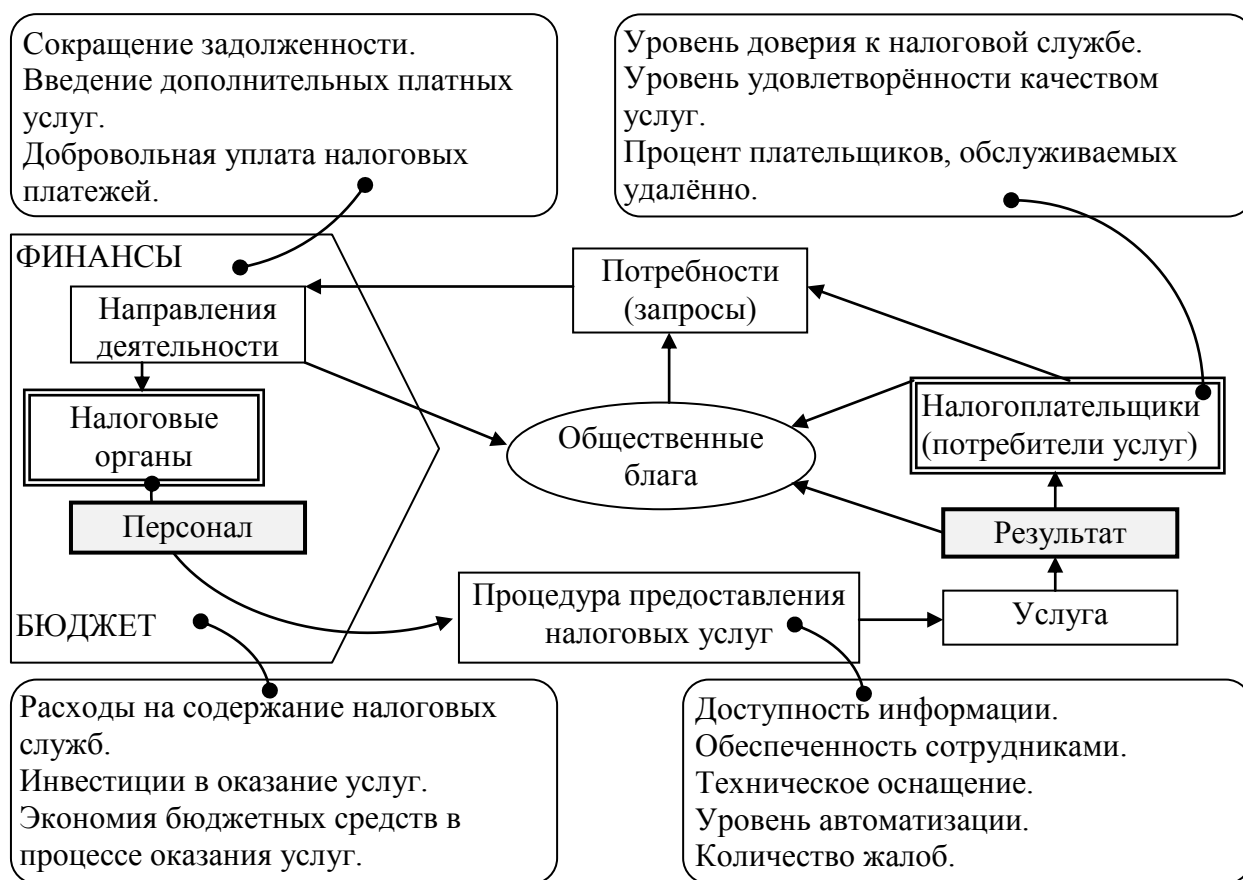 Сокращение задолженности.
Введение дополнительных платных
услуг.
Добровольная уплата налоговых
платежей.
Уровень доверия к налоговой службе.
Уровень удовлетворённости качеством
услуг.
Процент плательщиков, обслуживаемых
удалённо.
ФИНАНСЫ
Направления
деятельности
Потребности
(запросы)
Налоговые
органы
Общественные
блага
Налогоплательщики
(потребители услуг)
Персонал
Результат
БЮДЖЕТ
Процедура предоставления
налоговых услуг
Услуга
Расходы на содержание налоговых
служб.
Инвестиции в оказание услуг.
Экономия бюджетных средств в
процессе оказания услуг.
Доступность информации.
Обеспеченность сотрудниками.
Техническое оснащение.
Уровень автоматизации.
Количество жалоб.